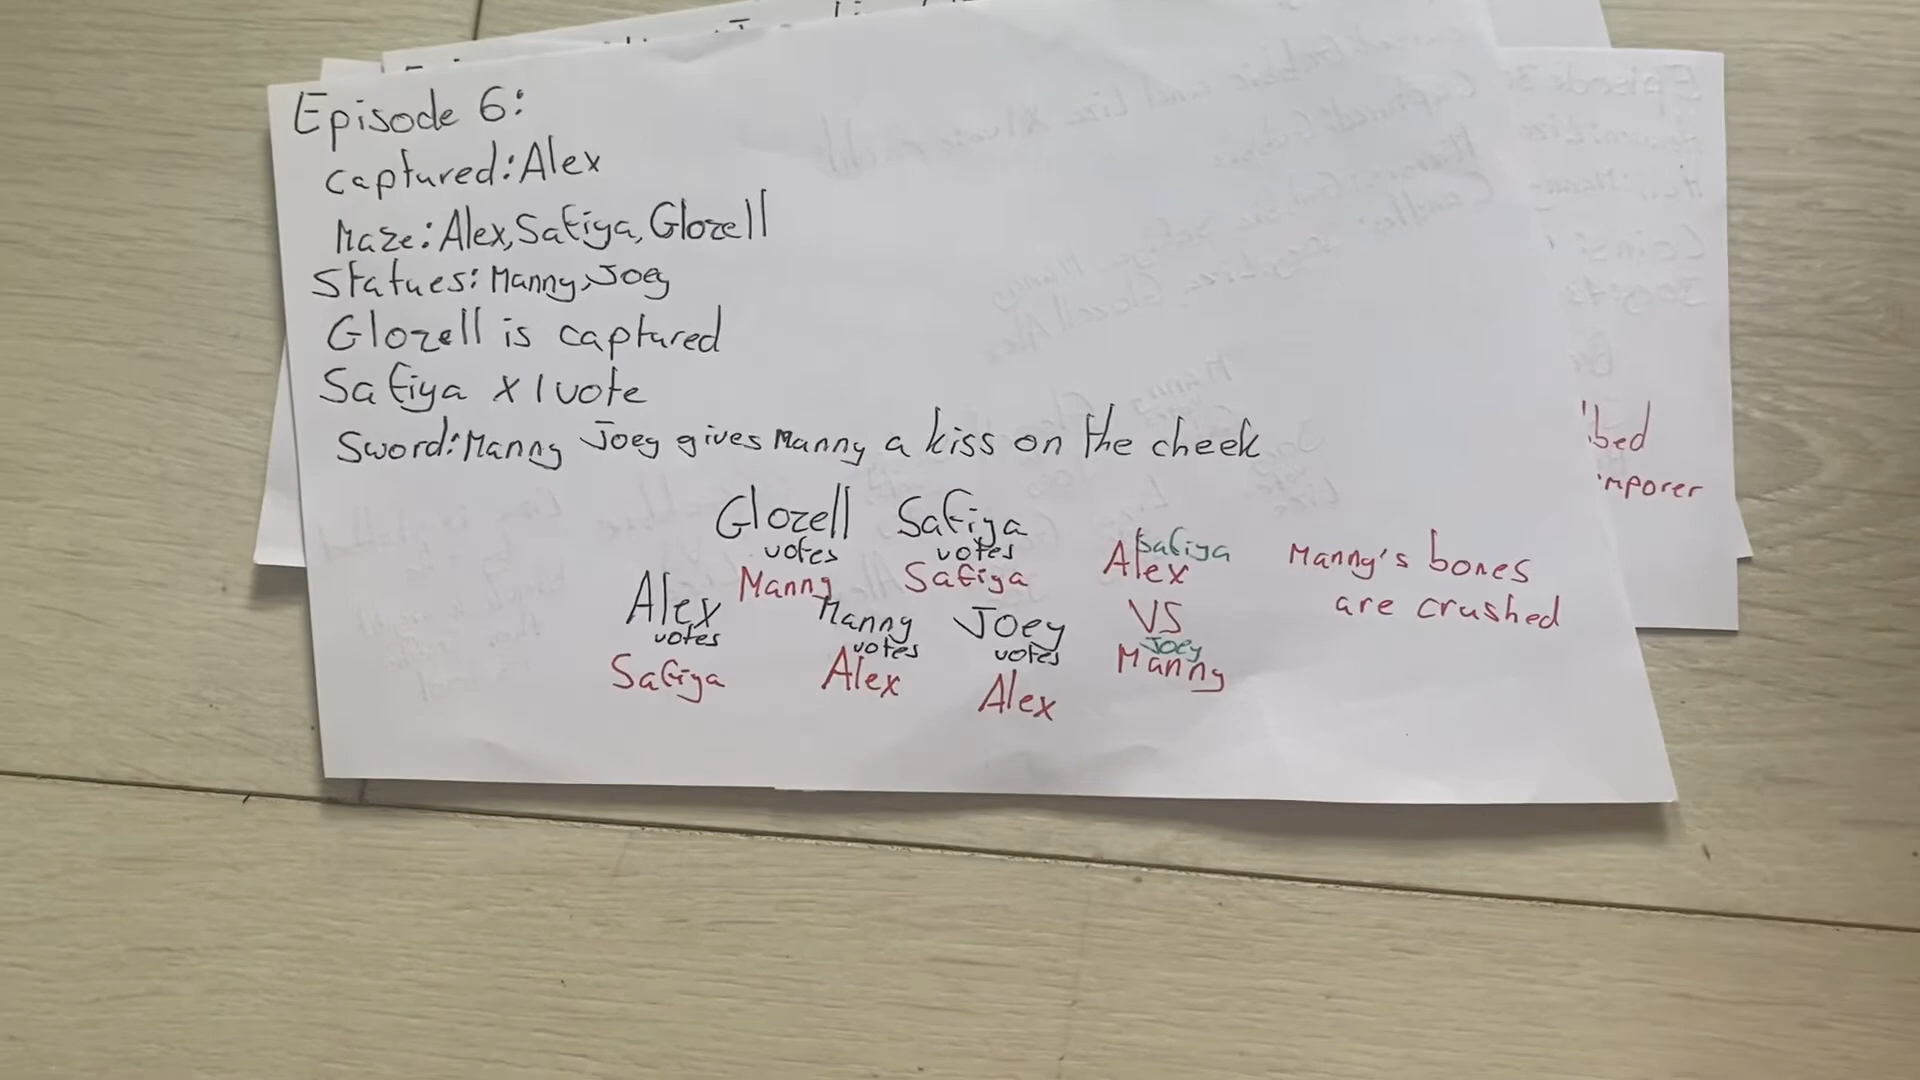 Episode 6:
captured: Alex
Maze: Alex, Safiya, Glozell
Statues: Manny, Joey
Glozell is captured
Safiya x 1 vote
Sword: Manny Joey gives Manny a kiss on the cheek
Glozell Safiya
votes votes
Manny Safiya
Alex Manny Joey
votes votes votes
Safiya Alex Alex
Safiya
Alex
VS
Joey
Manny
Manny's bones
are crushed
bed